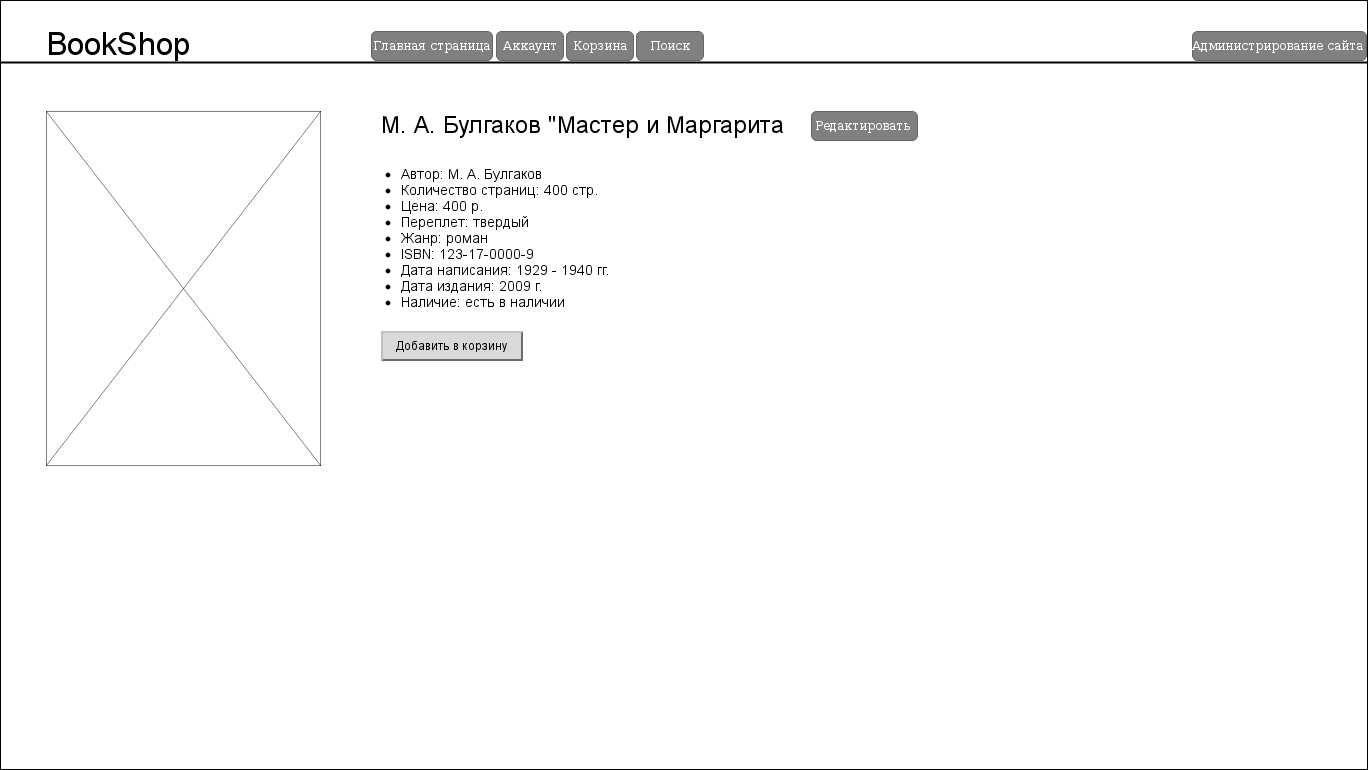 BookShop
Главная страница
Аккаунт
Корзина
Поиск
Администрирование сайта
М. А. Булгаков "Мастер и Маргарита
Редактировать
Автор: М. А. Булгаков
Количество страниц: 400 стр.
Цена: 400 р.
Переплет: твердый
Жанр: роман
ISBN: 123-17-0000-9
Дата написания: 1929 - 1940 гг.
Дата издания: 2009 г.
Наличие: есть в наличии
Добавить в корзину